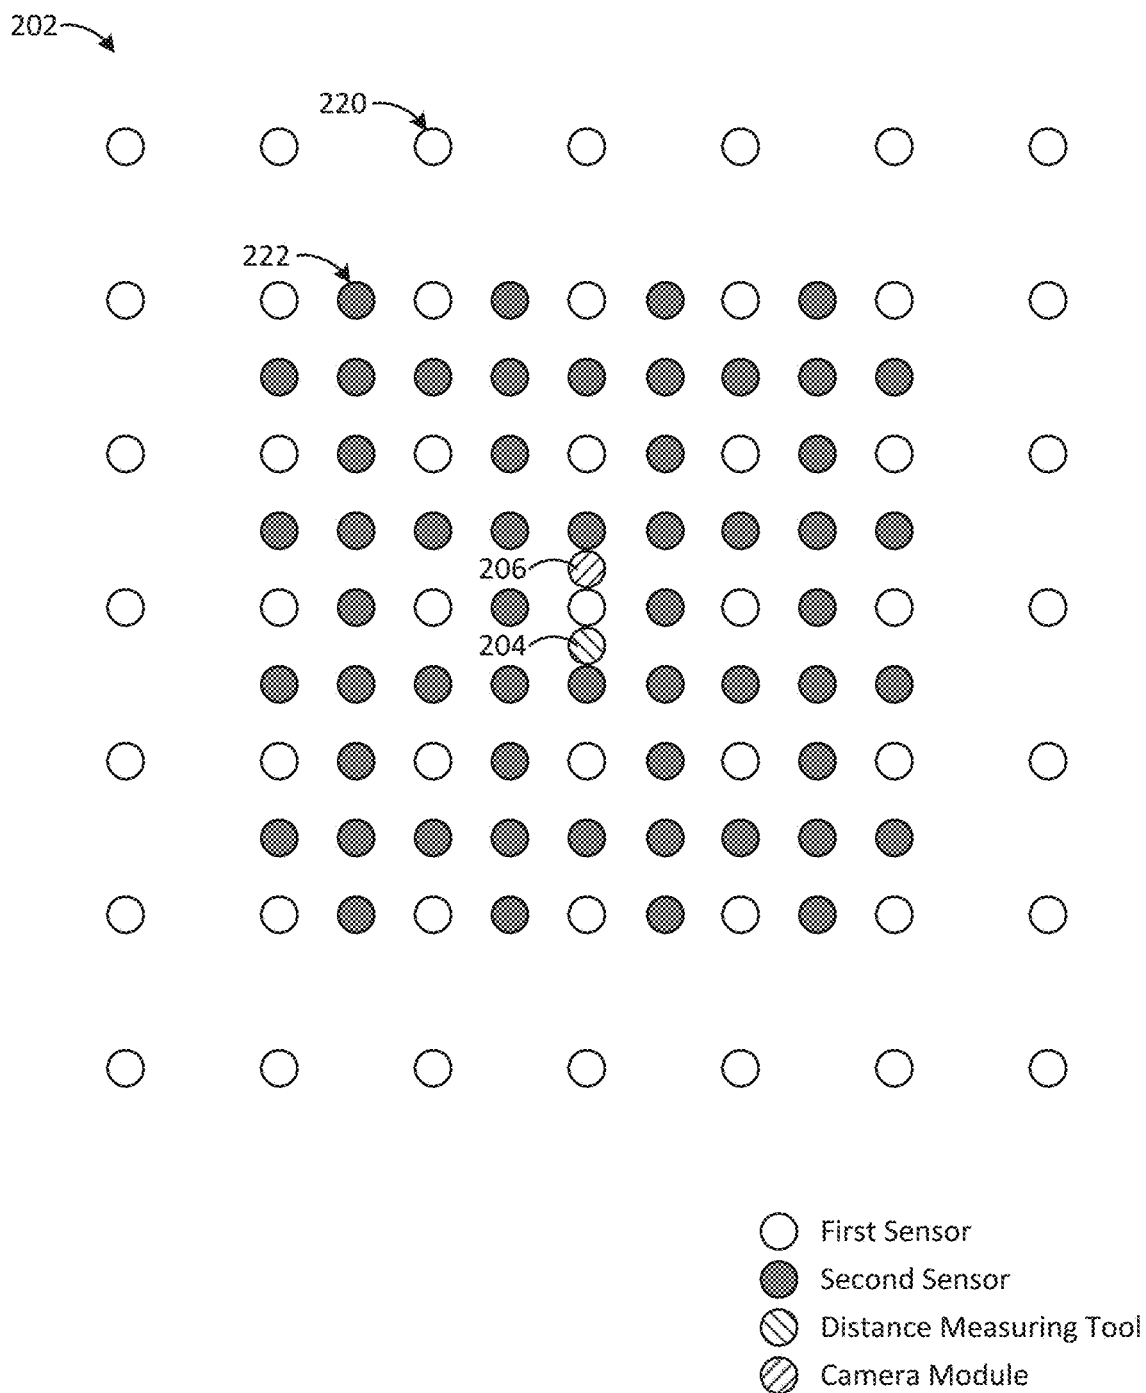 202
220
222
206
204
First Sensor
Second Sensor
Distance Measuring Tool
Camera Module